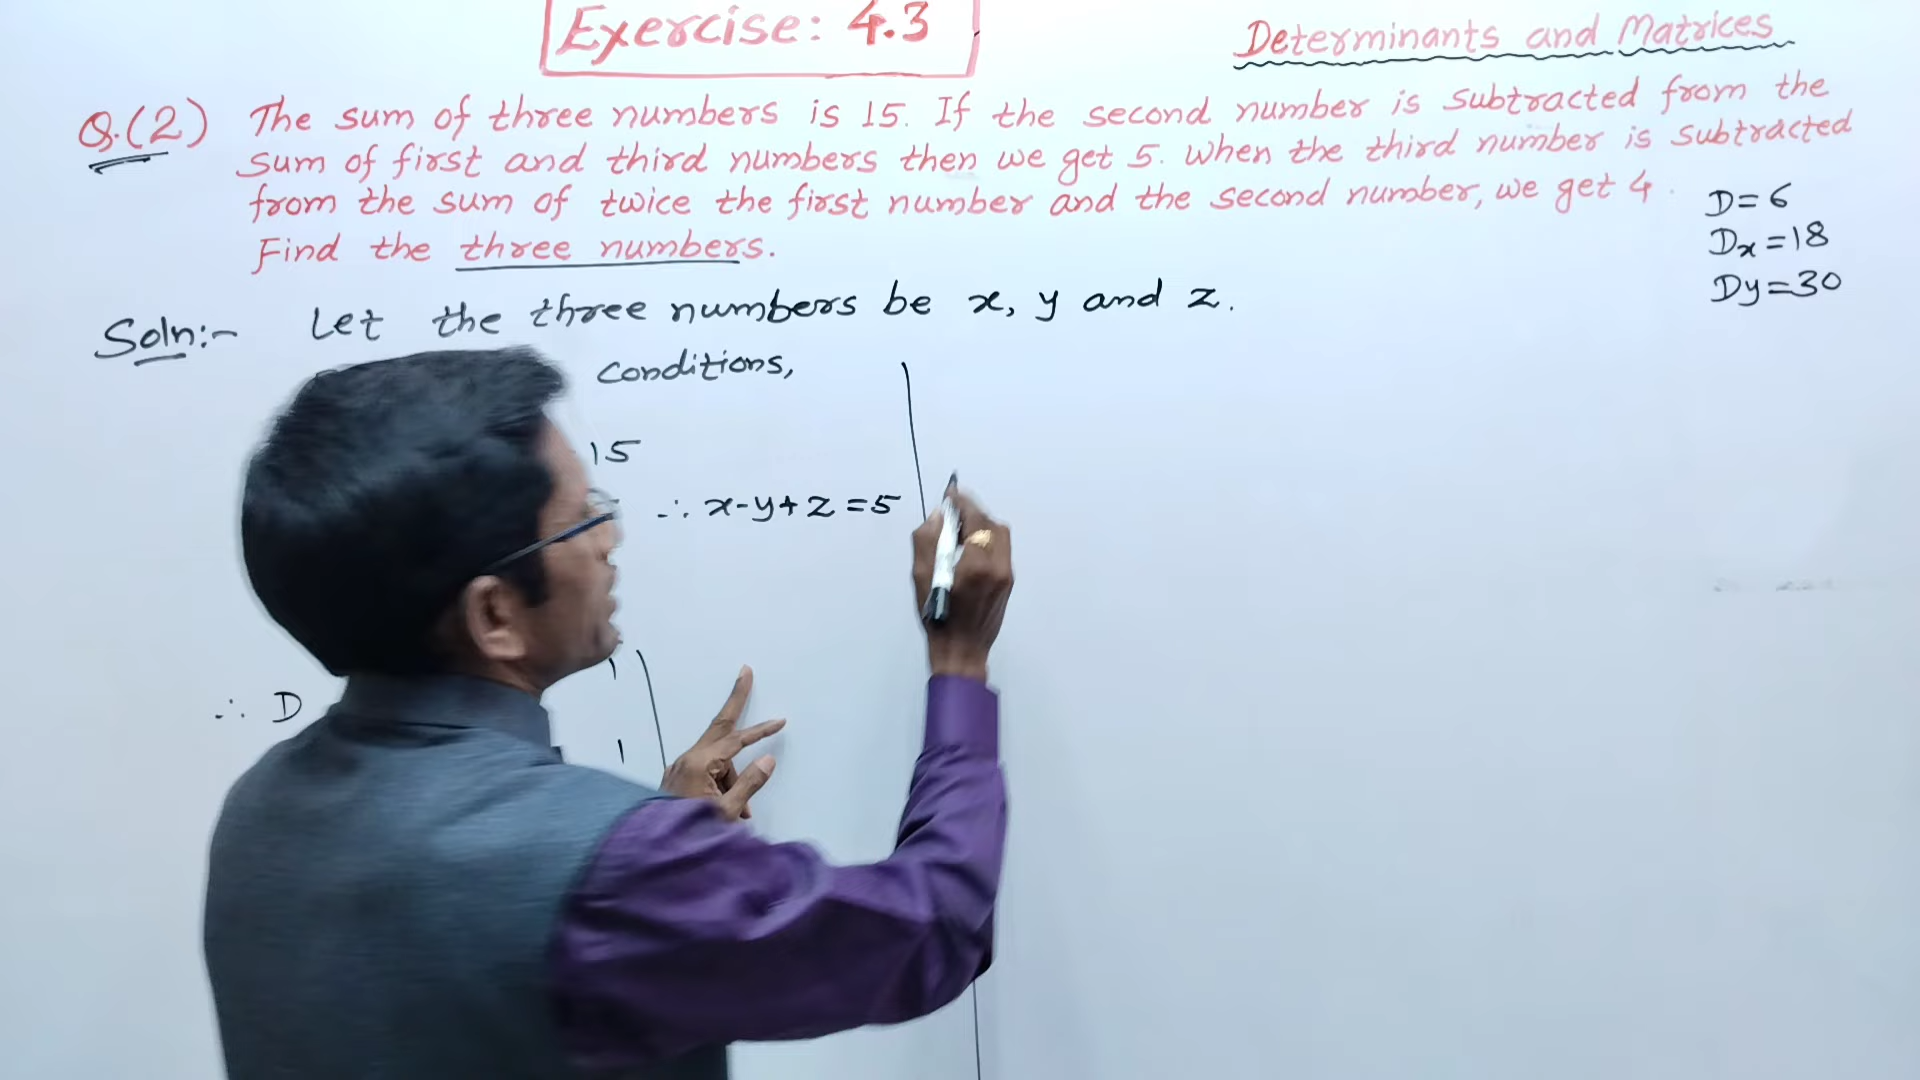 Exercise: 4.3
Determinants and Matrices
Q.(2) The sum of three numbers is 15. If the second number is subtracted from the
sum of first and third numbers then we get 5. When the third number is subtracted
from the sum of twice the first number and the second number, we get 4.
Find the three numbers.
D=6
Dx=18
Dy=30
Soln:- Let the three numbers be x, y and z.
conditions,
15
∴ x-y+z=5
∴ D
1
1